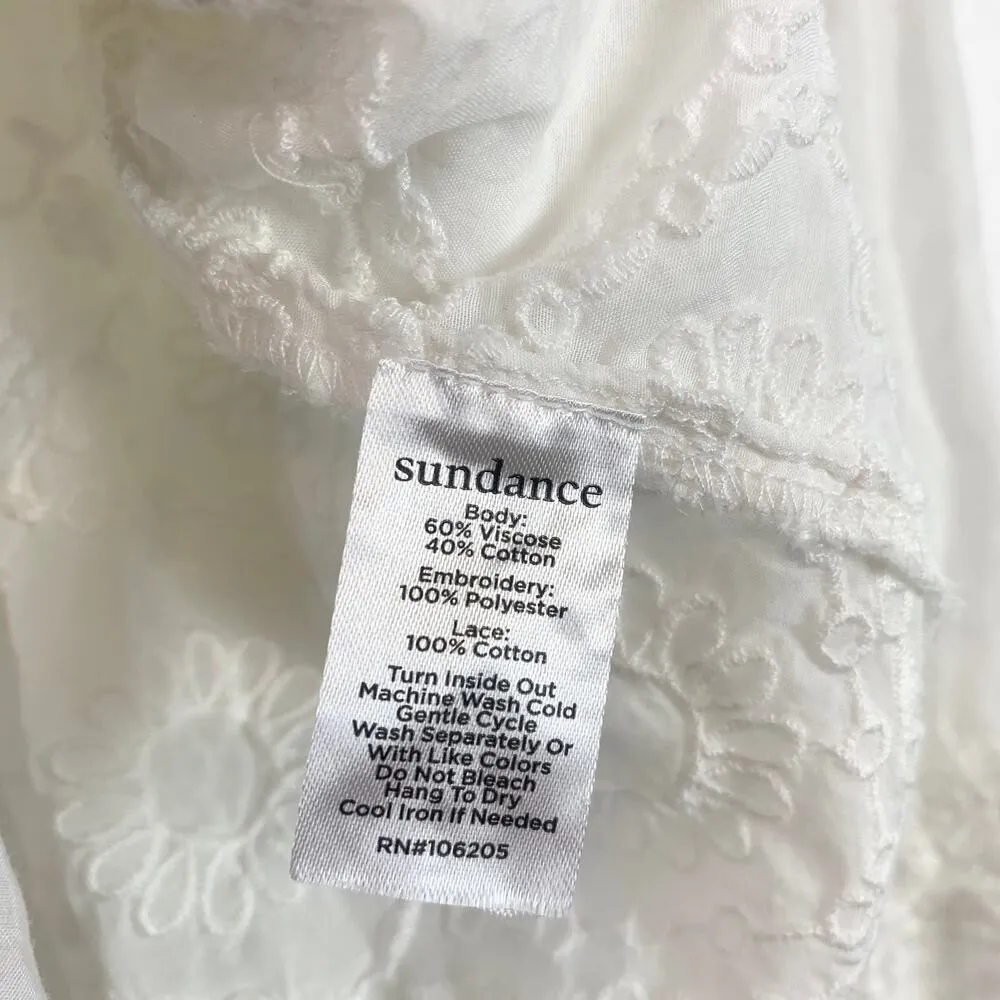 sundance
Body:
60% Viscose
40% Cotton
Embroidery:
100% Polyester
Lace:
100% Cotton
Turn Inside Out
Machine Wash Cold
Gentle Cycle
Wash Separately Or
With Like Colors
Do Not Bleach
Hang To Dry
Cool Iron If Needed
RN#106205